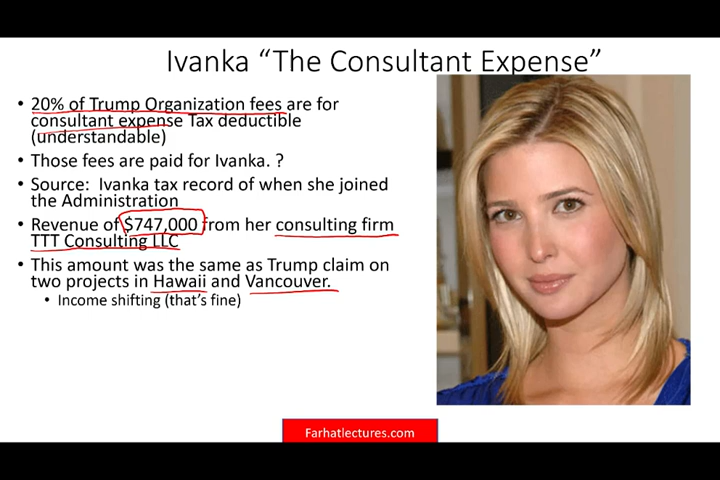 Ivanka “The Consultant Expense”
• 20% of Trump Organization fees are for
consultant expense Tax deductible
(understandable)
• Those fees are paid for Ivanka. ?
• Source:  Ivanka tax record of when she joined
the Administration
• Revenue of $747,000 from her consulting firm
TTT Consulting LLC
• This amount was the same as Trump claim on
two projects in Hawaii and Vancouver.
• Income shifting (that’s fine)
Farhatlectures.com